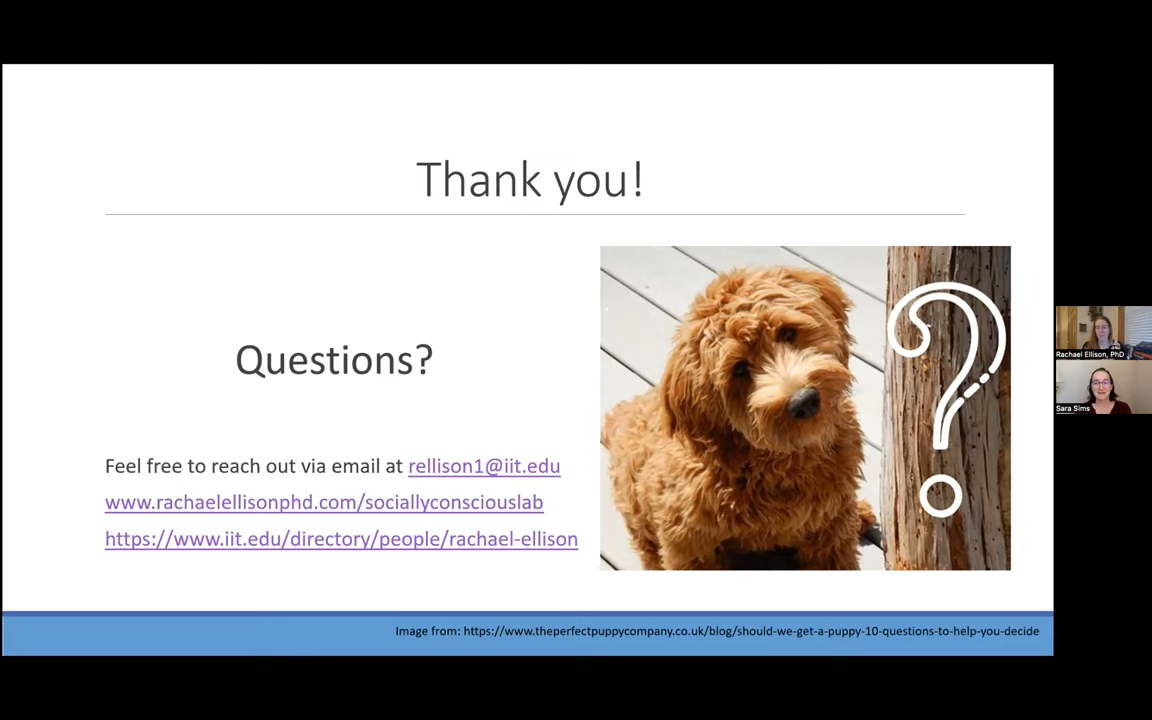 Thank you!
Questions?
Feel free to reach out via email at rellison1@iit.edu
www.rachaelellisonphd.com/sociallyconsciouslab
https://www.iit.edu/directory/people/rachael-ellison
Image from: https://www.theperfectpuppycompany.co.uk/blog/should-we-get-a-puppy-10-questions-to-help-you-decide
Rachael Ellison, PhD
Sara Sims